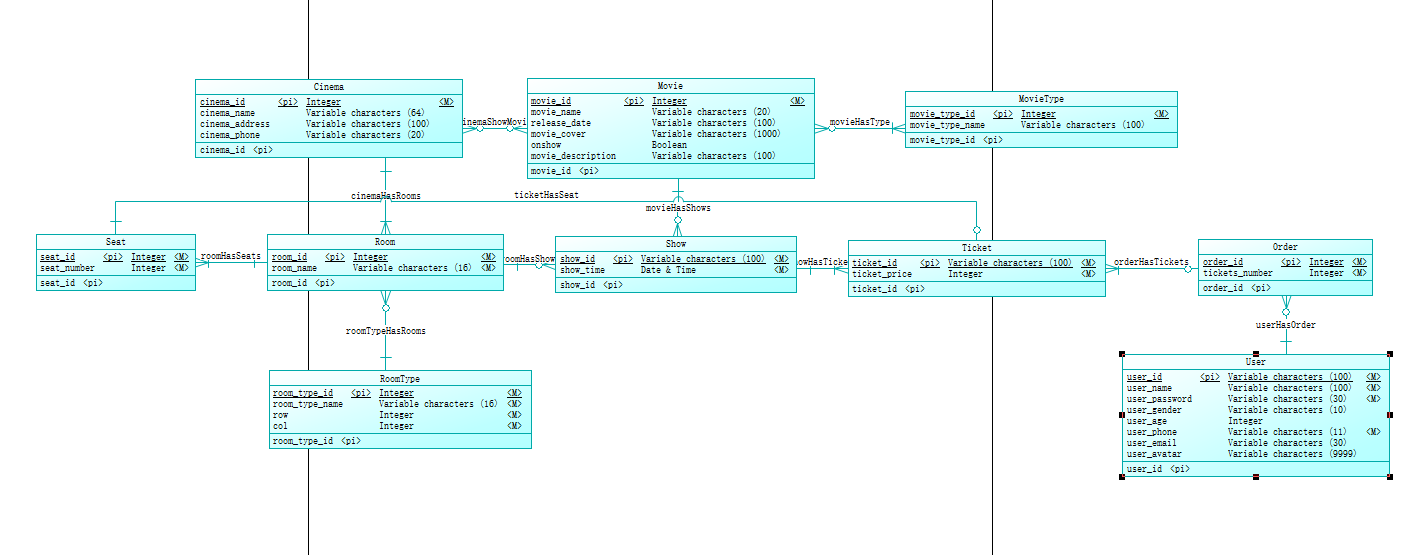 Cinema
cinema_id <pi> Integer <M>
cinema_name Variable characters (64)
cinema_address Variable characters (100)
cinema_phone Variable characters (20)
cinema_id <pi>
inemaShowMovi
Movie
movie_id <pi> Integer <M>
movie_name Variable characters (20)
release_date Variable characters (100)
movie_cover Variable characters (1000)
onshow Boolean
movie_description Variable characters (100)
movie_id <pi>
movieHasType
MovieType
movie_type_id <pi> Integer <M>
movie_type_name Variable characters (100)
movie_type_id <pi>
cinemaHasRooms
ticketHasSeat
movieHasShows
Seat
seat_id <pi> Integer <M>
seat_number Integer <M>
seat_id <pi>
roomHasSeats
Room
room_id <pi> Integer <M>
room_name Variable characters (16) <M>
room_id <pi>
roomHasShow
Show
show_id <pi> Variable characters (100) <M>
show_time Date & Time <M>
show_id <pi>
owHasTicke
Ticket
ticket_id <pi> Variable characters (100) <M>
ticket_price Integer <M>
ticket_id <pi>
orderHasTickets
Order
order_id <pi> Integer <M>
tickets_number Integer <M>
order_id <pi>
roomTypeHasRooms
userHasOrder
RoomType
room_type_id <pi> Integer <M>
room_type_name Variable characters (16) <M>
row Integer <M>
col Integer <M>
room_type_id <pi>
User
user_id <pi> Variable characters (100) <M>
user_name Variable characters (100) <M>
user_password Variable characters (30) <M>
user_gender Variable characters (10)
user_age Integer
user_phone Variable characters (11) <M>
user_email Variable characters (30)
user_avatar Variable characters (9999)
user_id <pi>